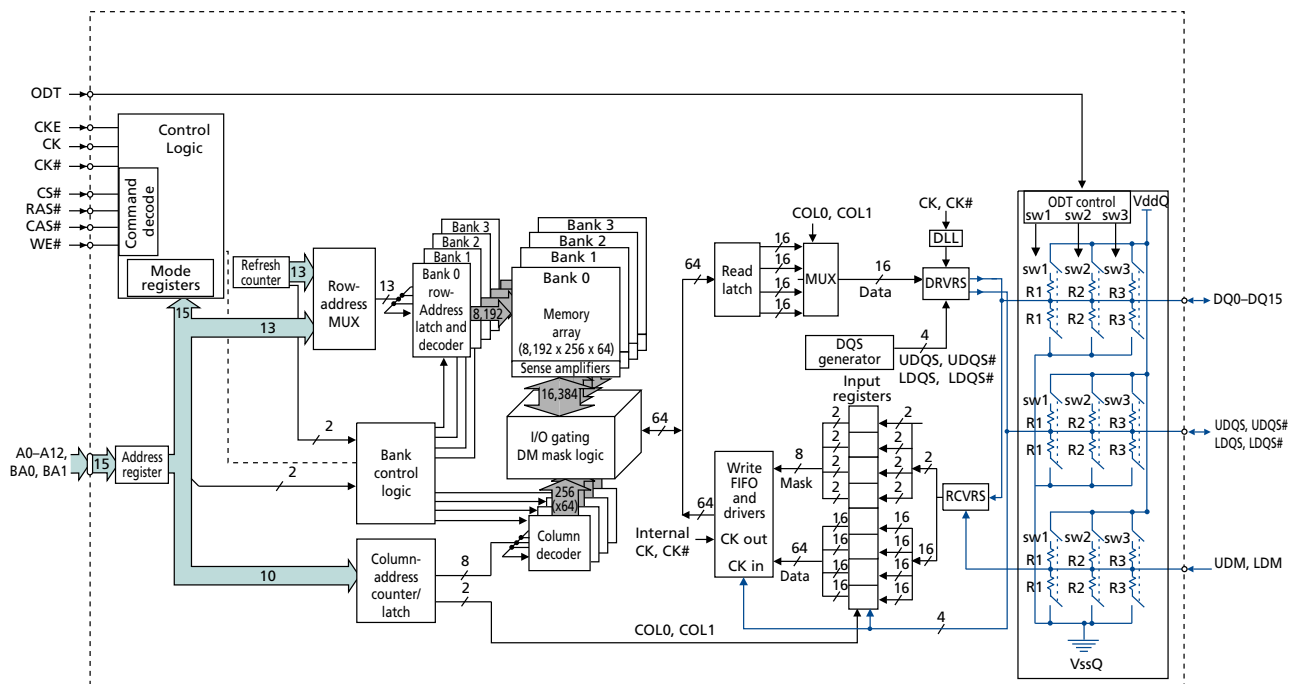 ODT
CKE
CK
CK#
CS#
RAS#
CAS#
WE#
Control
Logic
Command
decode
Mode
registers
15
A0–A12,
BA0, BA1
15
Address
register
Refresh
counter
13
13
Row-
address
MUX
13
2
2
10
Bank 3
Bank 2
Bank 1
Bank 0
row-
Address
latch and
decoder
8,192
Bank 3
Bank 2
Bank 1
Bank 0
Memory
array
(8,192 x 256 x 64)
Sense amplifiers
16,384
I/O gating
DM mask logic
256
(x64)
Column
decoder
Bank
control
logic
Column-
address
counter/
latch
8
2
COL0, COL1
64
64
64
Internal
CK, CK#
Read
latch
16
16
16
16
COL0, COL1
MUX
16
Data
CK, CK#
DLL
DRVRS
DQS
generator
4
UDQS, UDQS#
LDQS, LDQS#
Input
registers
Write
FIFO
and
drivers
CK out
CK in
8
Mask
64
Data
2
2
2
2
16
16
16
16
2
2
2
2
16
16
16
16
2
16
RCVRS
4
ODT control
sw1 sw2 sw3
VddQ
sw1 sw2 sw3
R1 R2 R3
R1 R2 R3
sw1 sw2 sw3
R1 R2 R3
R1 R2 R3
sw1 sw2 sw3
R1 R2 R3
R1 R2 R3
VssQ
DQ0–DQ15
UDQS, UDQS#
LDQS, LDQS#
UDM, LDM